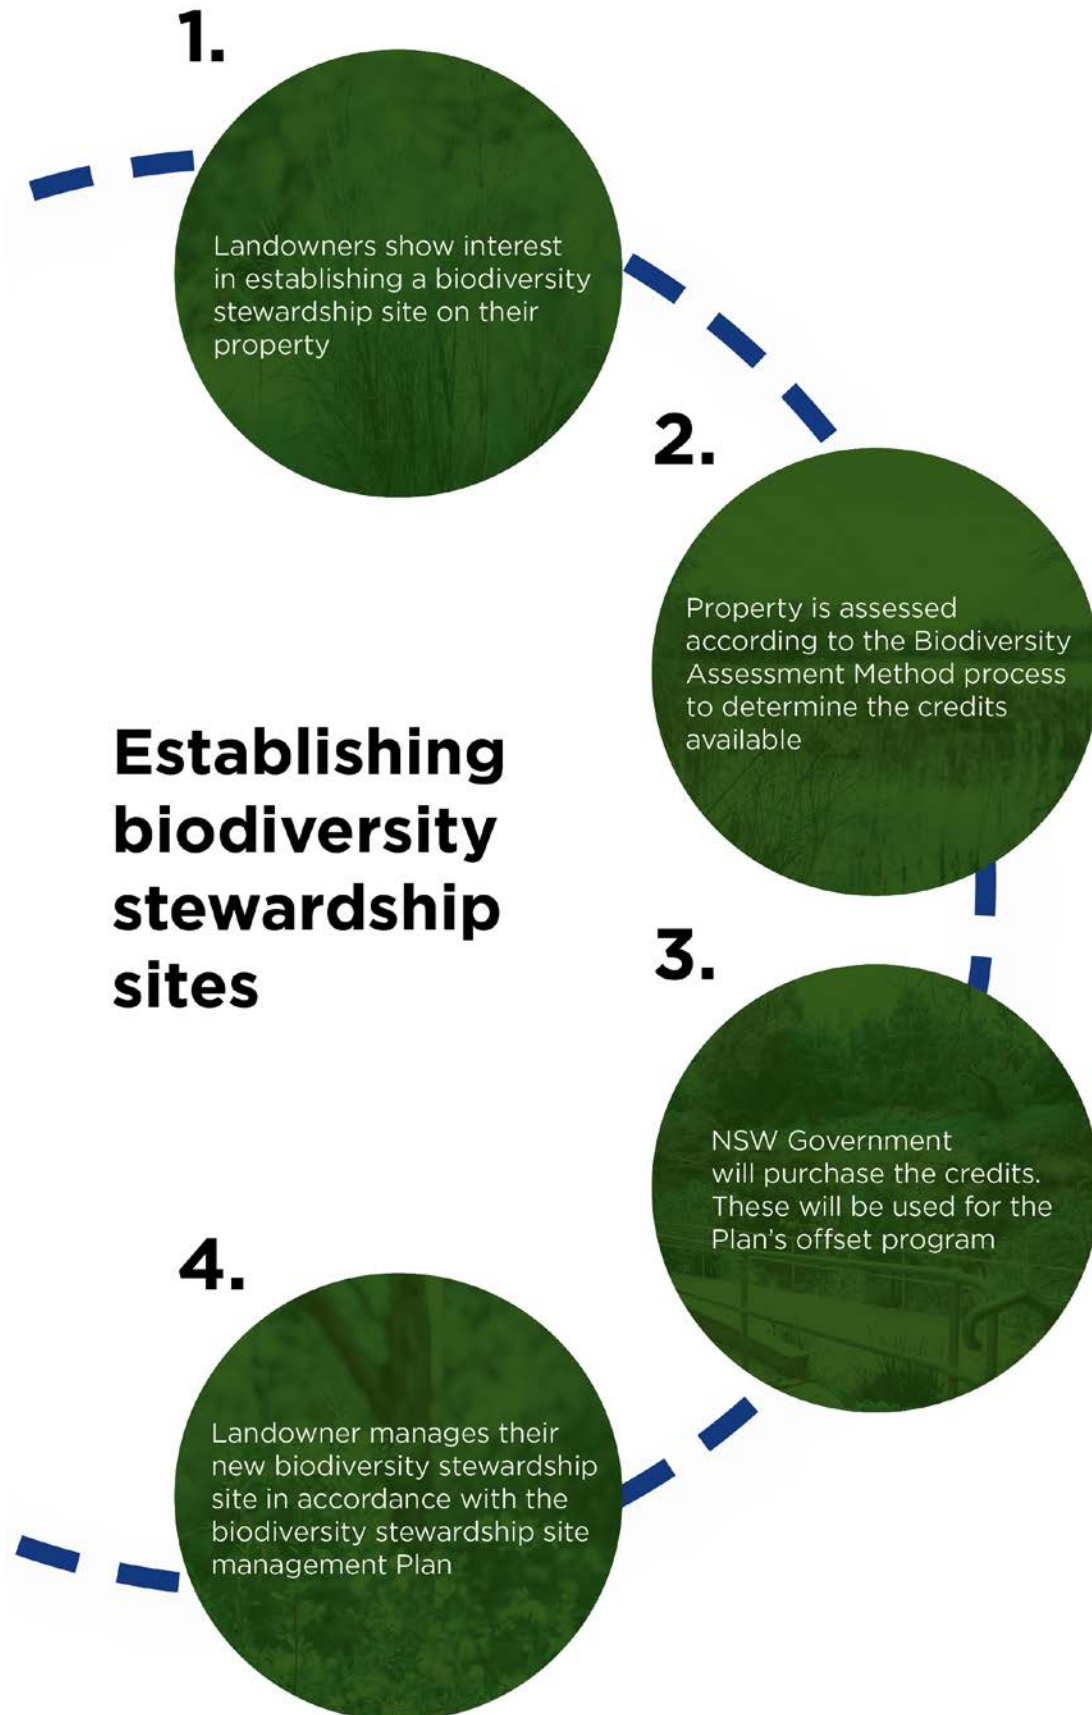 1.
Landowners show interest
in establishing a biodiversity
stewardship site on their
property
2.
Property is assessed
according to the Biodiversity
Assessment Method process
to determine the credits
available
Establishing
biodiversity
stewardship
sites
3.
NSW Government
will purchase the credits.
These will be used for the
Plan's offset program
4.
Landowner manages their
new biodiversity stewardship
site in accordance with the
biodiversity stewardship site
management Plan